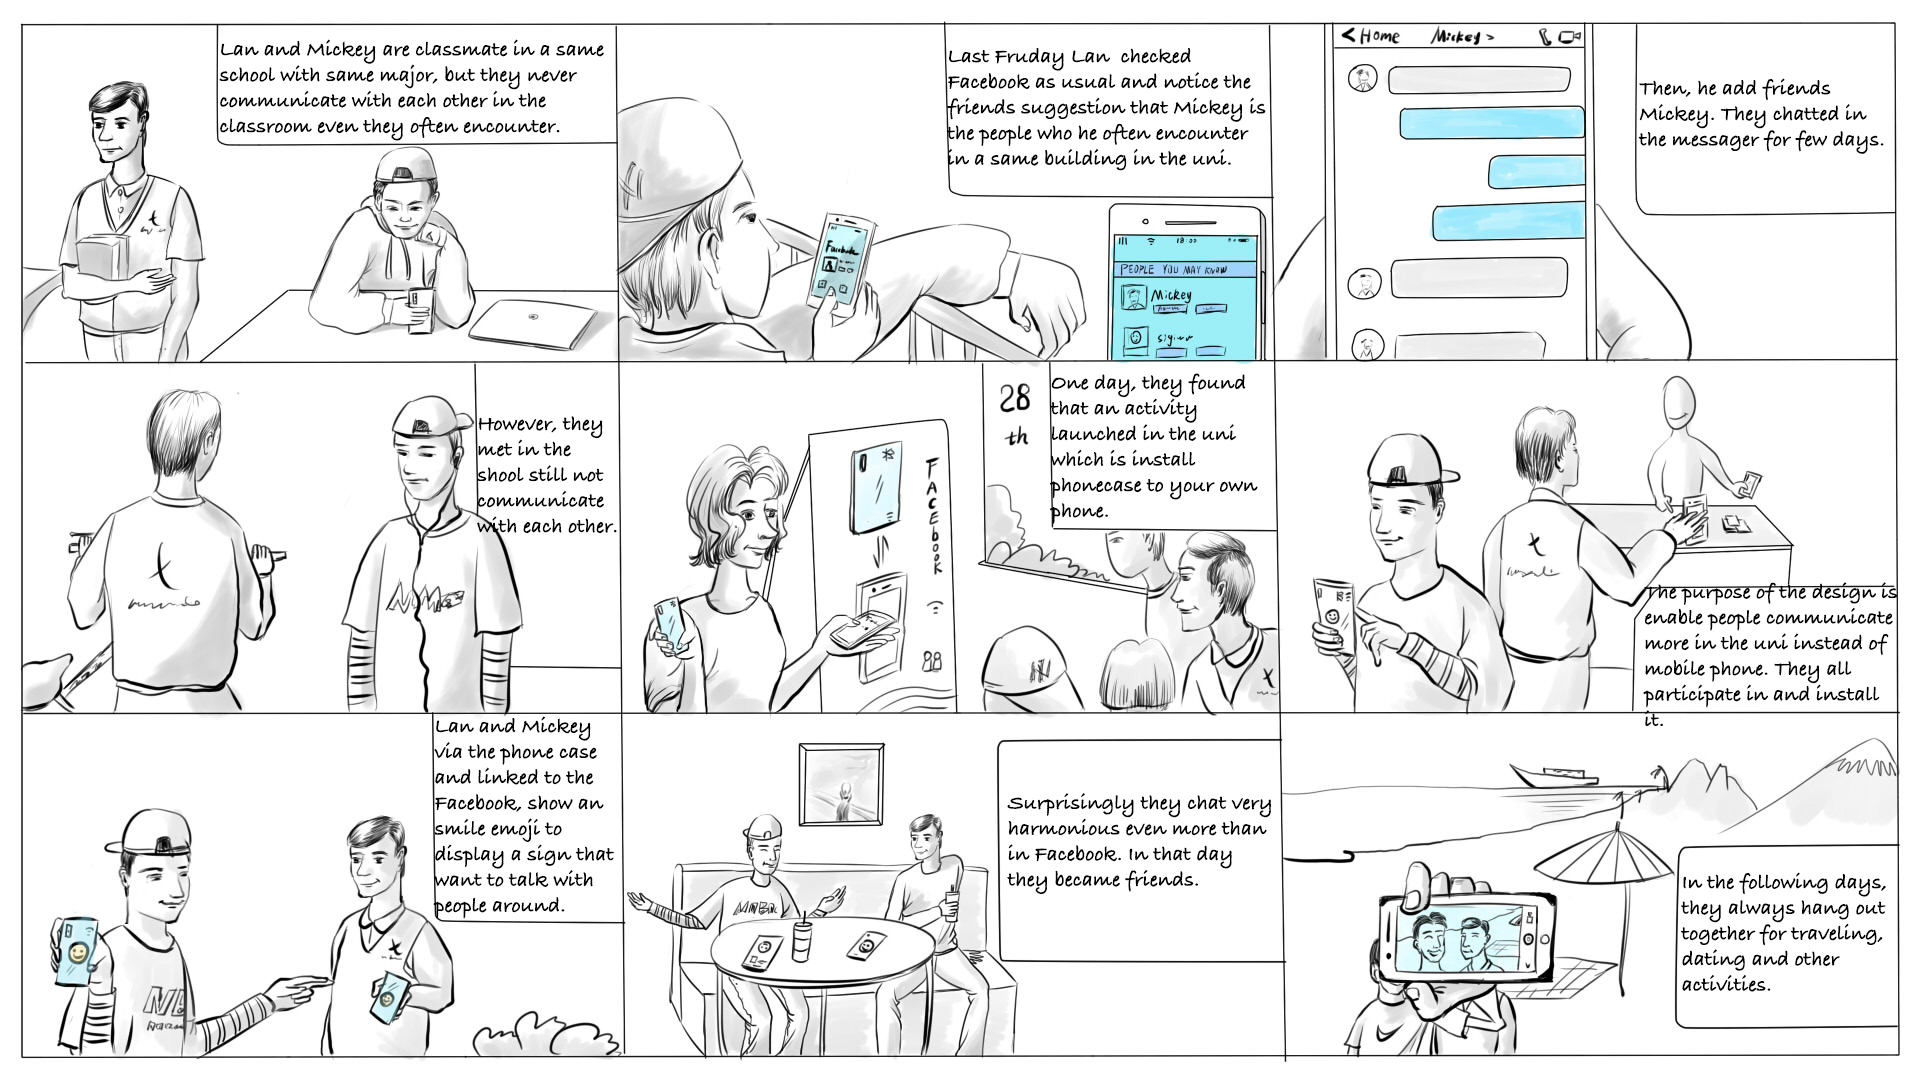 Lan and Mickey are classmate in a same
school with same major, but they never
communicate with each other in the
classroom even they often encounter.
t
Last Fruday Lan checked
Facebook as usual and notice the
friends suggestion that Mickey is
the people who he often encounter
in a same building in the uni.
Facebook
18:00
PEOPLE YOU MAY KNOW
Mickey
< Home Mickey >
Then, he add friends
Mickey. They chatted in
the messager for few days.
t
However, they
met in the
shool still not
communicate
with each other.
FACEbook
28
th
One day, they found
that an activity
launched in the uni
which is install
phonecase to your own
phone.
t
t
The purpose of the design is
enable people communicate
more in the uni instead of
mobile phone. They all
participate in and install
it.
Lan and Mickey
via the phone case
and linked to the
Facebook, show an
smile emoji to
display a sign that
want to talk with
people around.
t
Surprisingly they chat very
harmonious even more than
in Facebook. In that day
they became friends.
In the following days,
they always hang out
together for traveling,
dating and other
activities.